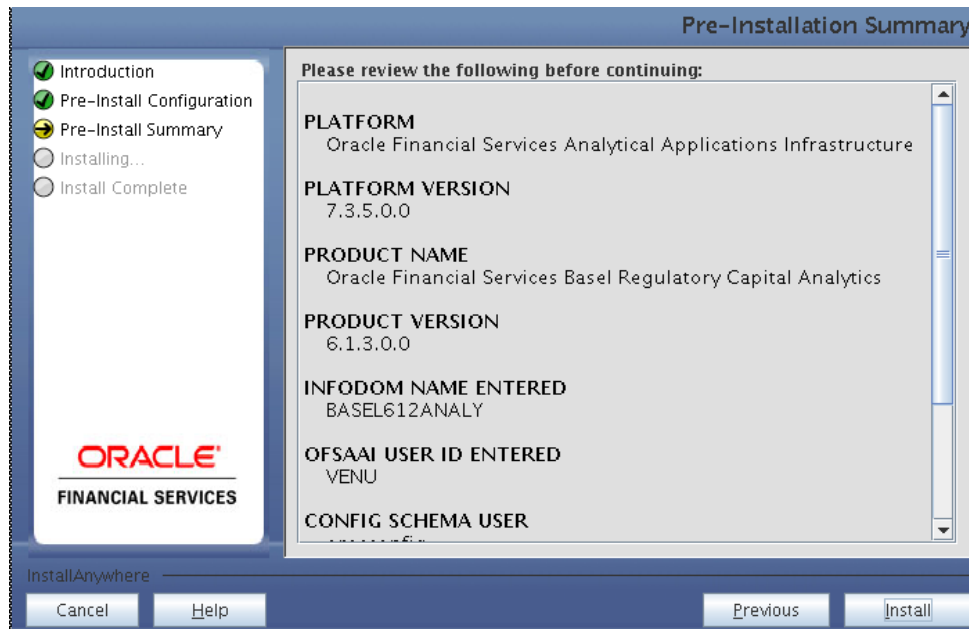 Pre-Installation Summary
Introduction
Pre-Install Configuration
Pre-Install Summary
Installing...
Install Complete
ORACLE
FINANCIAL SERVICES
Please review the following before continuing:
PLATFORM
Oracle Financial Services Analytical Applications Infrastructure
PLATFORM VERSION
7.3.5.0.0
PRODUCT NAME
Oracle Financial Services Basel Regulatory Capital Analytics
PRODUCT VERSION
6.1.3.0.0
INFODOM NAME ENTERED
BASEL612ANALY
OFSAAI USER ID ENTERED
VENU
CONFIG SCHEMA USER
InstallAnywhere
Cancel
Help
Previous
Install